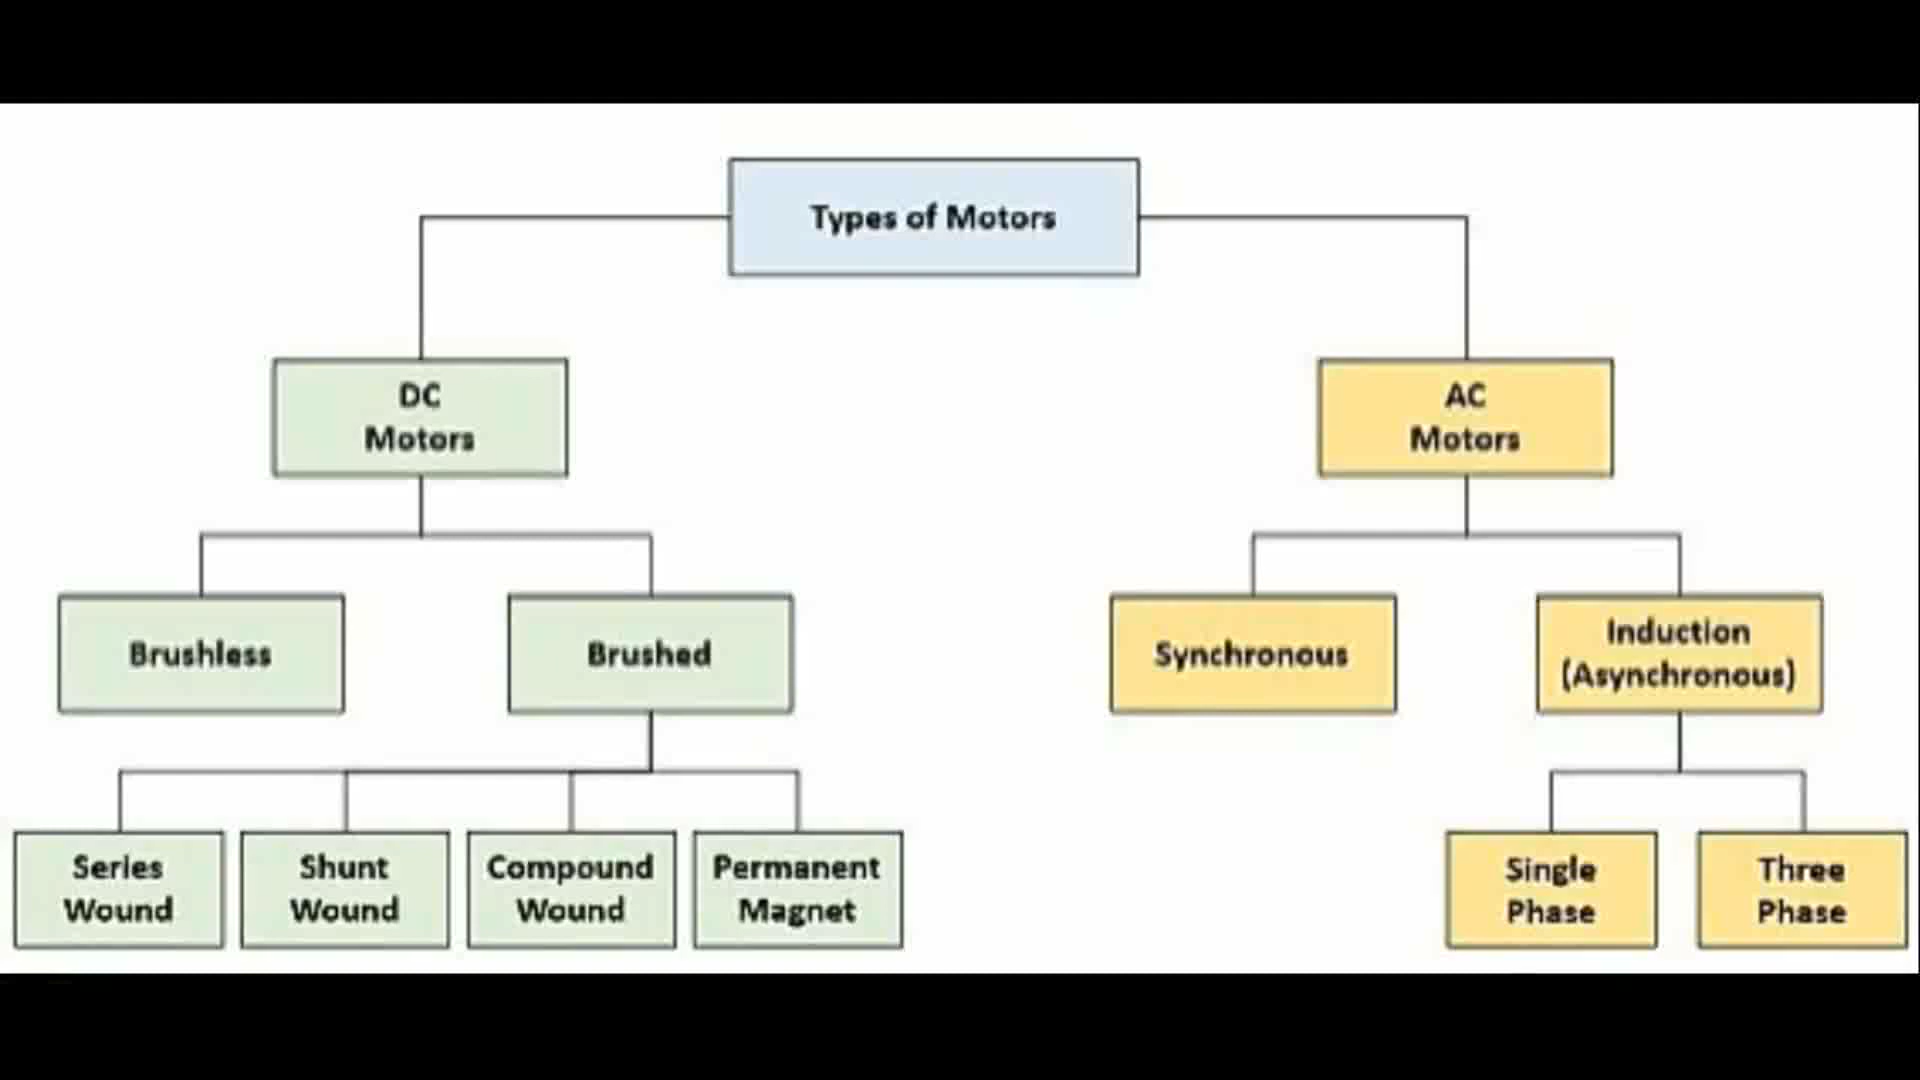 Types of Motors
DC
Motors
AC
Motors
Brushless
Brushed
Synchronous
Induction
(Asynchronous)
Series
Wound
Shunt
Wound
Compound
Wound
Permanent
Magnet
Single
Phase
Three
Phase